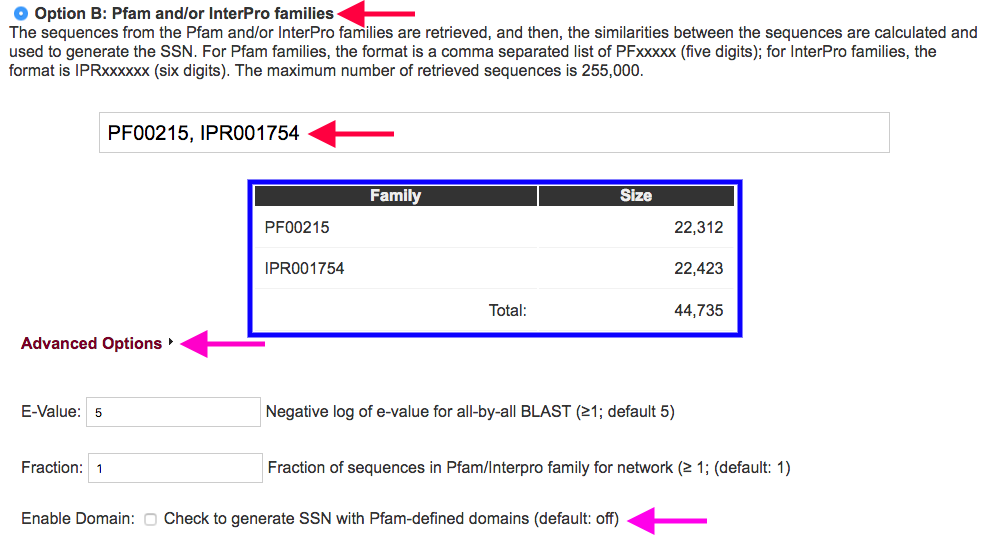 Option B: Pfam and/or InterPro families
The sequences from the Pfam and/or InterPro families are retrieved, and then, the similarities between the sequences are calculated and
used to generate the SSN. For Pfam families, the format is a comma separated list of PFxxxxx (five digits); for InterPro families, the
format is IPRxxxxxx (six digits). The maximum number of retrieved sequences is 255,000.
PF00215, IPR001754
Family Size
PF00215 22,312
IPR001754 22,423
Total: 44,735
Advanced Options
E-Value: 5 Negative log of e-value for all-by-all BLAST (≥1; default 5)
Fraction: 1 Fraction of sequences in Pfam/Interpro family for network (≥ 1; (default: 1)
Enable Domain: Check to generate SSN with Pfam-defined domains (default: off)